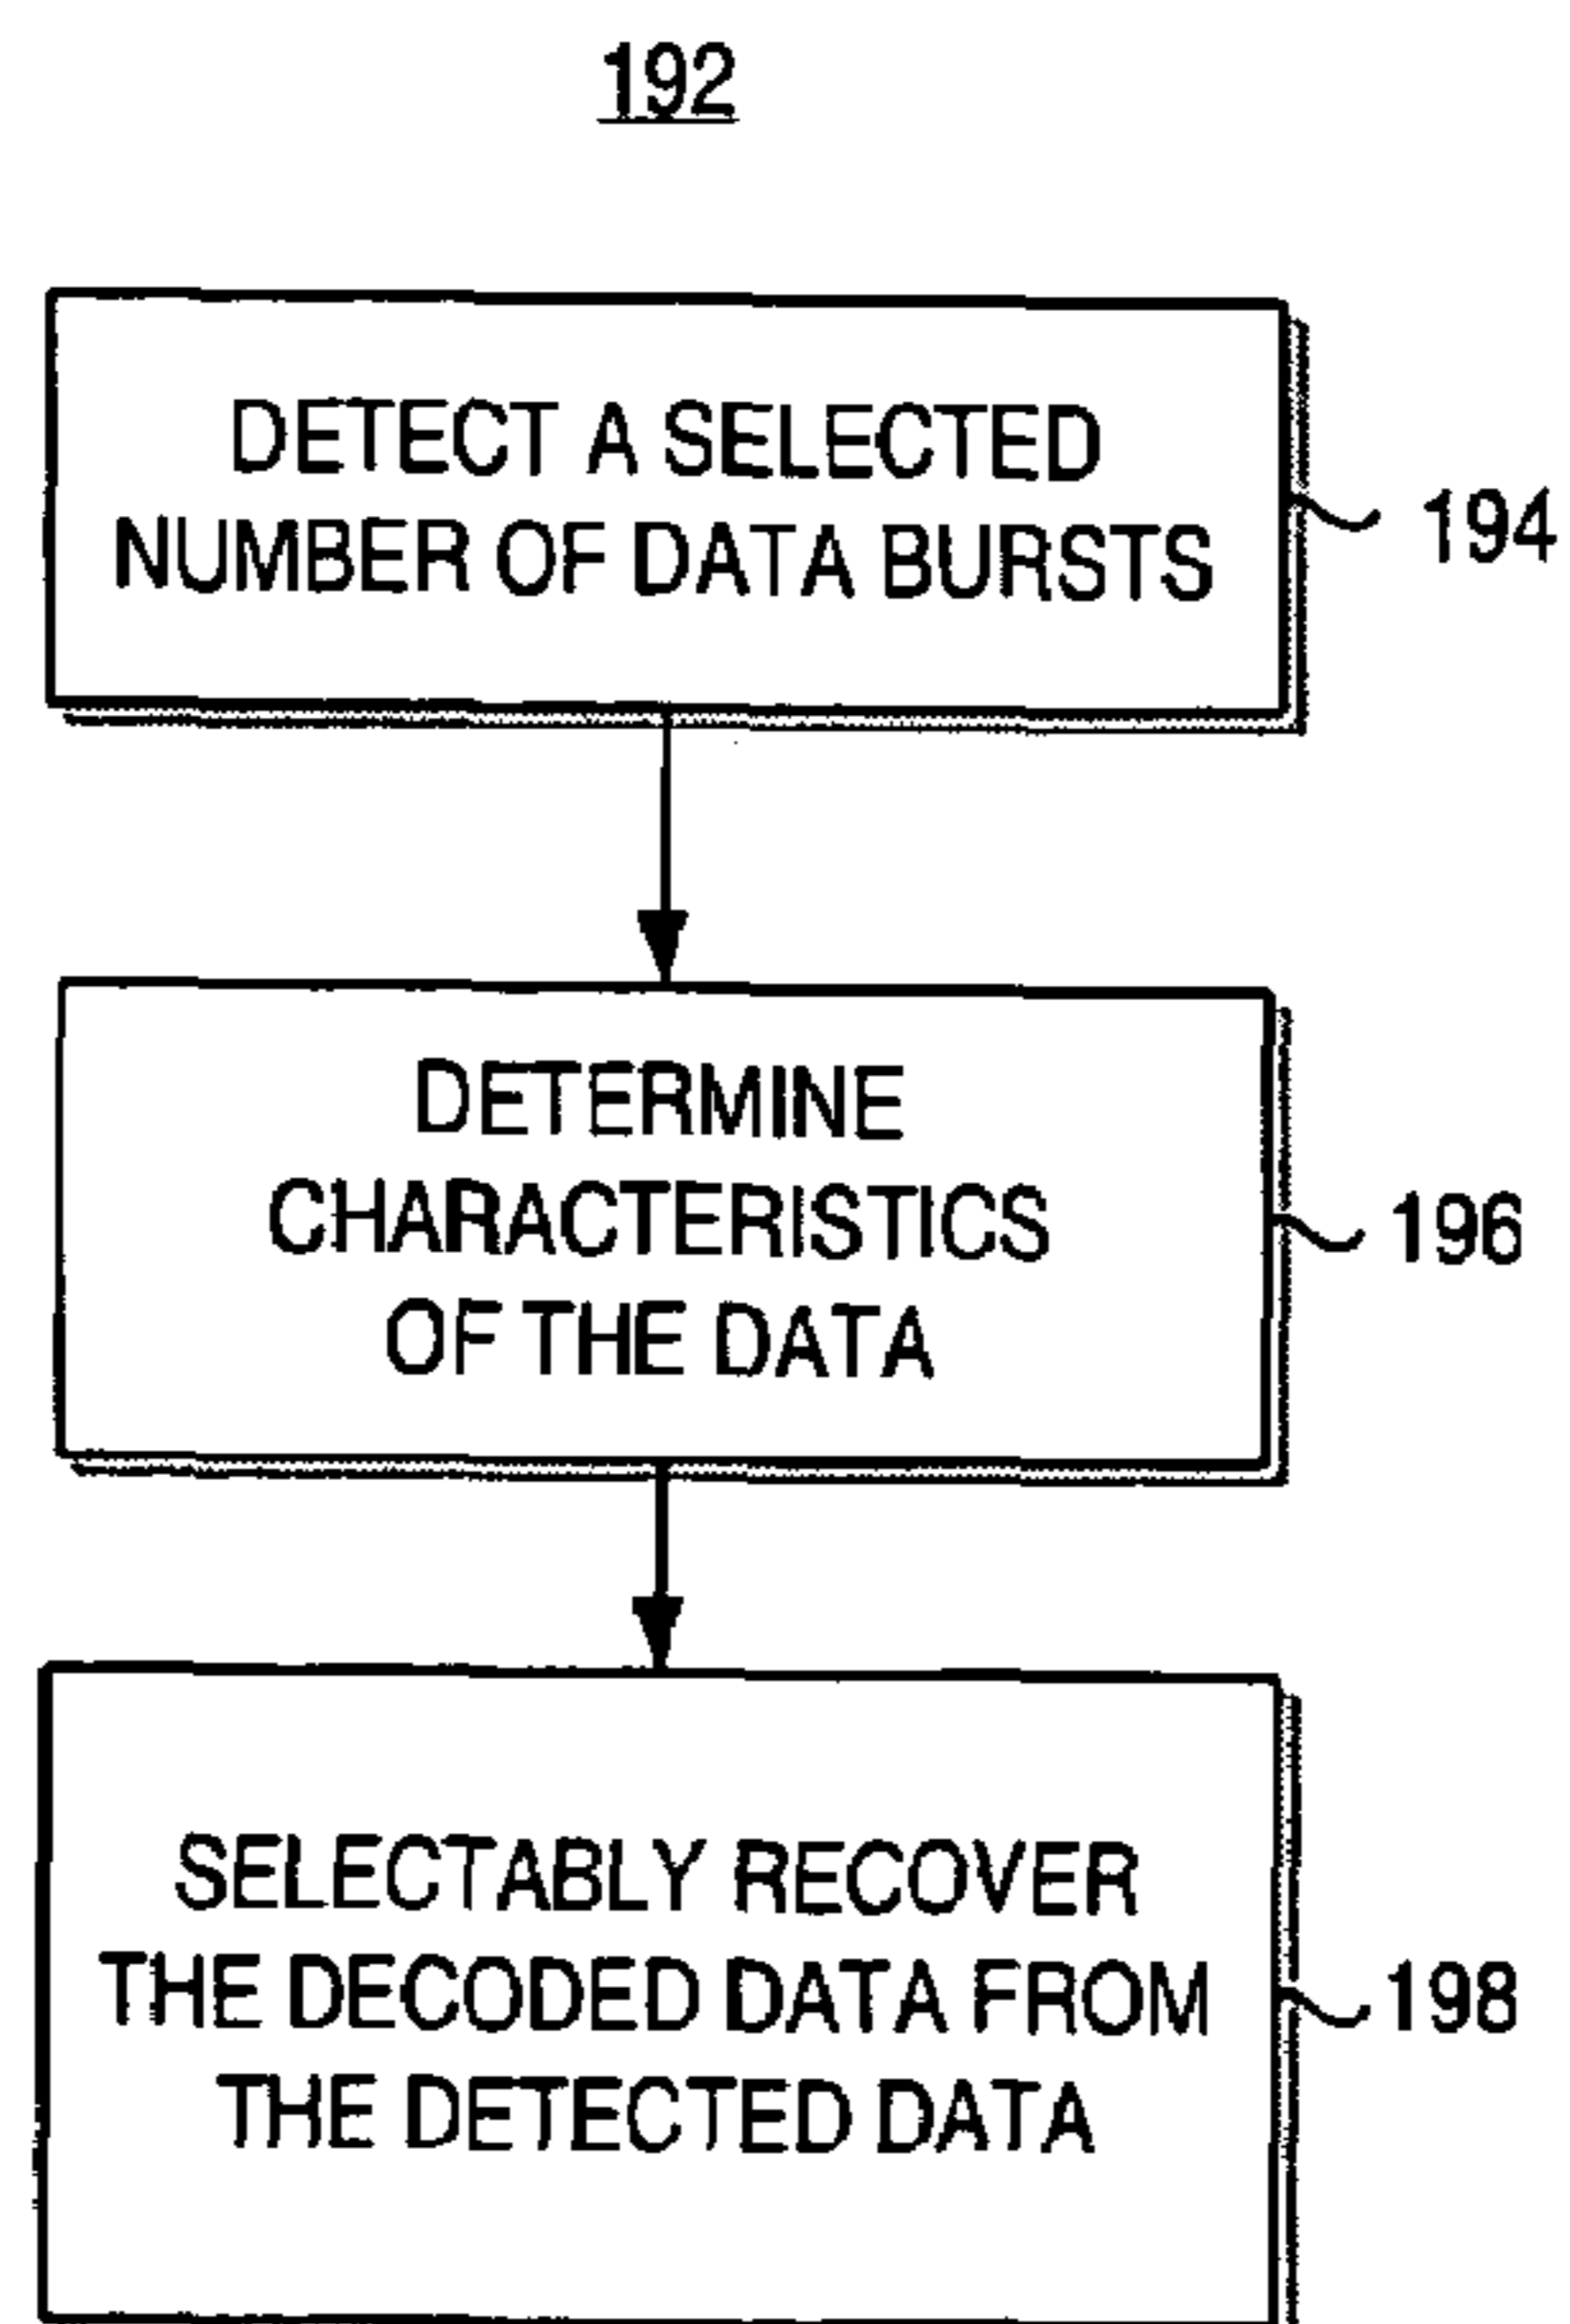 192
DETECT A SELECTED
NUMBER OF DATA BURSTS
194
DETERMINE
CHARACTERISTICS
OF THE DATA
196
SELECTABLY RECOVER
THE DECODED DATA FROM
THE DETECTED DATA
198